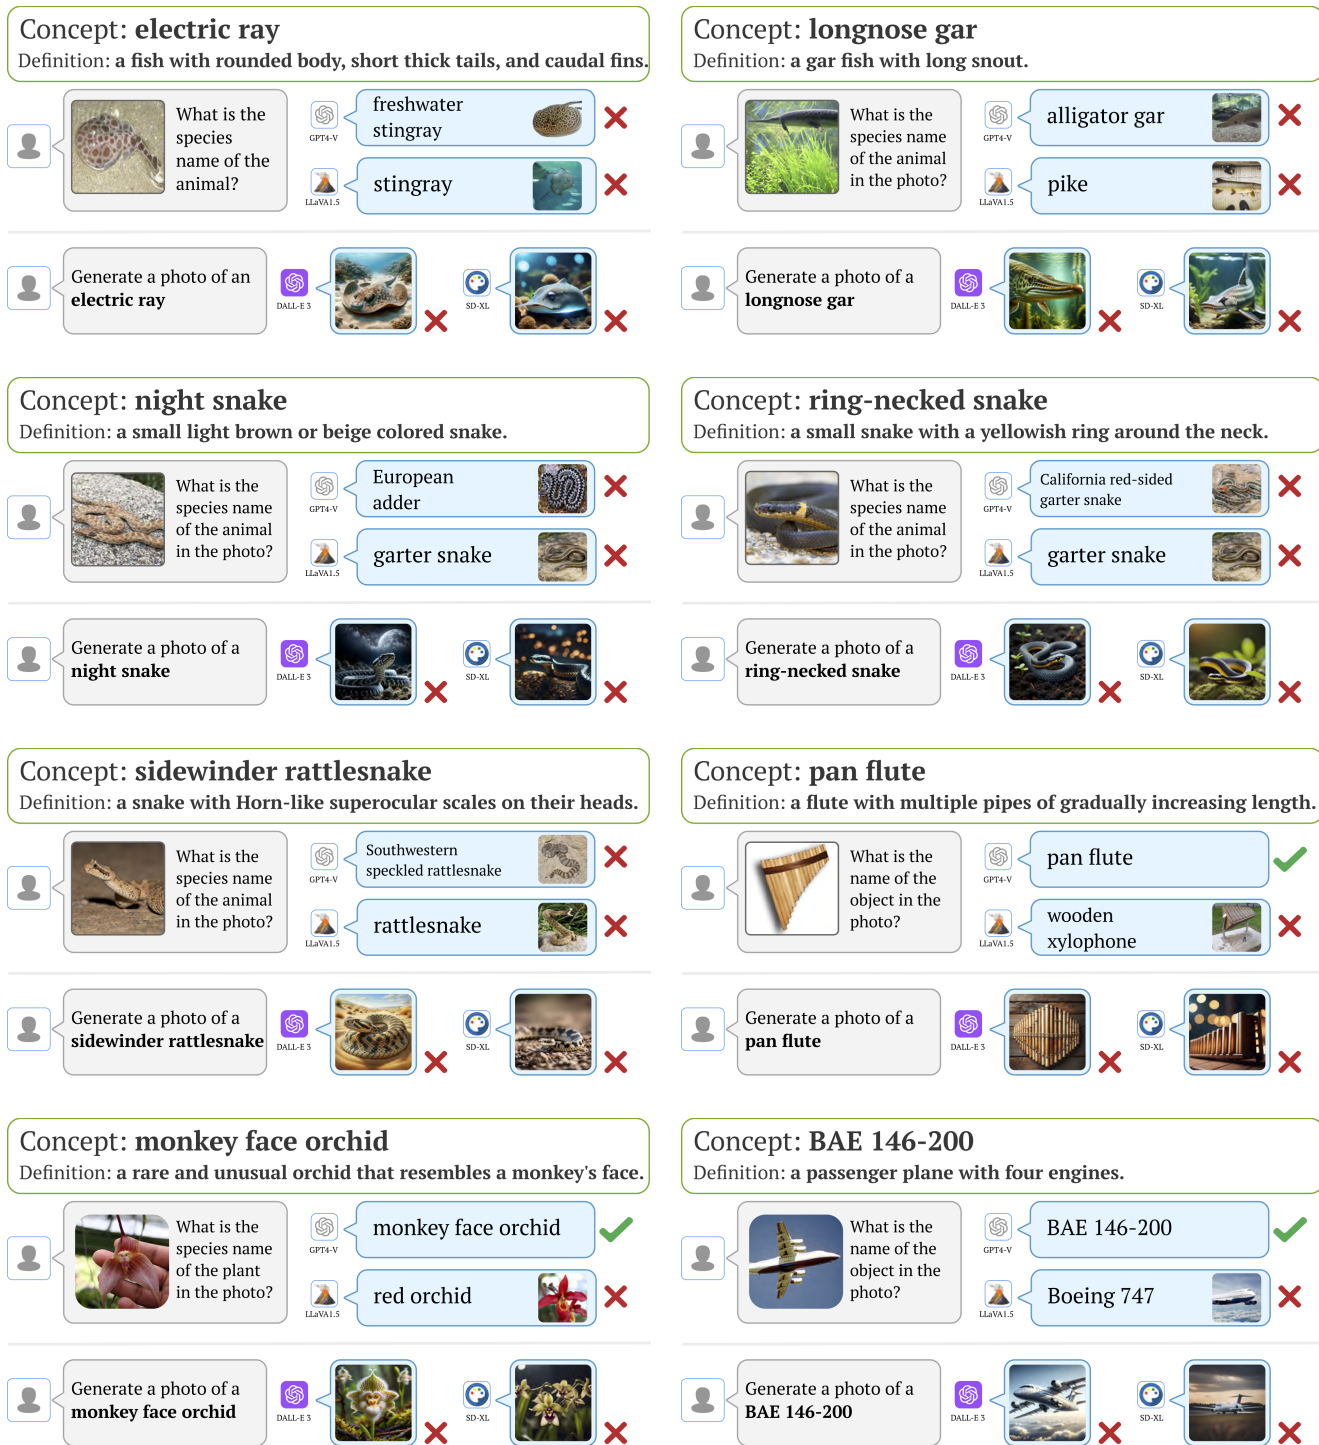 Concept: electric ray
Definition: a fish with rounded body, short thick tails, and caudal fins.
What is the
species
name of the
animal?
GPT4-V
freshwater
stingray
LLaVA1.5
stingray
Generate a photo of an
electric ray
DALL-E 3
SD-XL
Concept: longnose gar
Definition: a gar fish with long snout.
What is the
species name
of the animal
in the photo?
GPT4-V
alligator gar
LLaVA1.5
pike
Generate a photo of a
longnose gar
DALL-E 3
SD-XL
Concept: night snake
Definition: a small light brown or beige colored snake.
What is the
species name
of the animal
in the photo?
GPT4-V
European
adder
LLaVA1.5
garter snake
Generate a photo of a
night snake
DALL-E 3
SD-XL
Concept: ring-necked snake
Definition: a small snake with a yellowish ring around the neck.
What is the
species name
of the animal
in the photo?
GPT4-V
California red-sided
garter snake
LLaVA1.5
garter snake
Generate a photo of a
ring-necked snake
DALL-E 3
SD-XL
Concept: sidewinder rattlesnake
Definition: a snake with Horn-like superocular scales on their heads.
What is the
species name
of the animal
in the photo?
GPT4-V
Southwestern
speckled rattlesnake
LLaVA1.5
rattlesnake
Generate a photo of a
sidewinder rattlesnake
DALL-E 3
SD-XL
Concept: pan flute
Definition: a flute with multiple pipes of gradually increasing length.
What is the
name of the
object in the
photo?
GPT4-V
pan flute
LLaVA1.5
wooden
xylophone
Generate a photo of a
pan flute
DALL-E 3
SD-XL
Concept: monkey face orchid
Definition: a rare and unusual orchid that resembles a monkey's face.
What is the
species name
of the plant
in the photo?
GPT4-V
monkey face orchid
LLaVA1.5
red orchid
Generate a photo of a
monkey face orchid
DALL-E 3
SD-XL
Concept: BAE 146-200
Definition: a passenger plane with four engines.
What is the
name of the
object in the
photo?
GPT4-V
BAE 146-200
LLaVA1.5
Boeing 747
Generate a photo of a
BAE 146-200
DALL-E 3
SD-XL